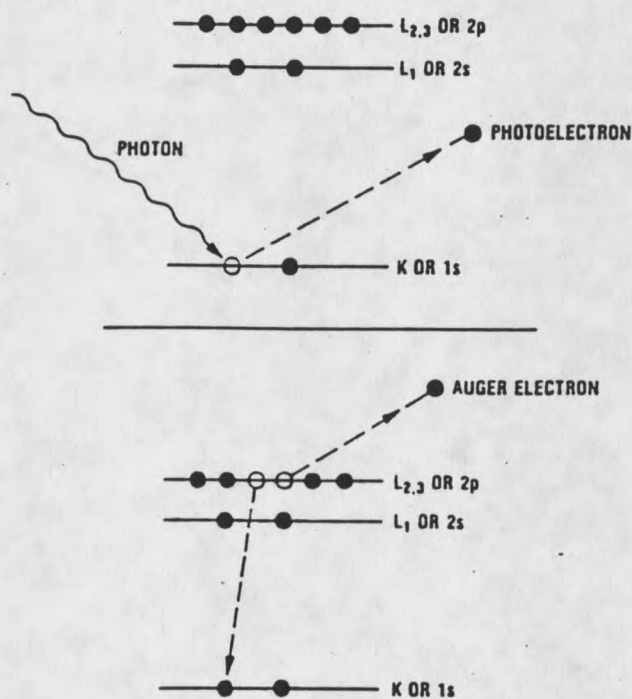 L2,3 OR 2p
L1 OR 2s
PHOTOELECTRON
PHOTON
K OR 1s
AUGER ELECTRON
L2,3 OR 2p
L1 OR 2s
K OR 1s